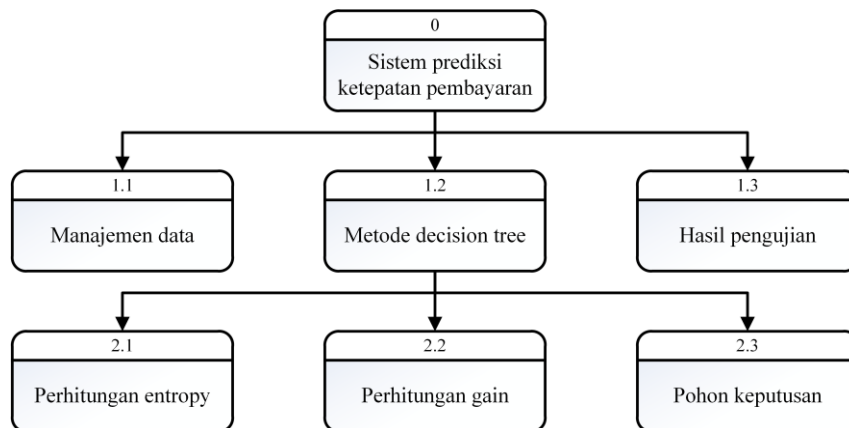 0
Sistem prediksi
ketepatan pembayaran
1.1
Manajemen data
1.2
Metode decision tree
1.3
Hasil pengujian
2.1
Perhitungan entropy
2.2
Perhitungan gain
2.3
Pohon keputusan